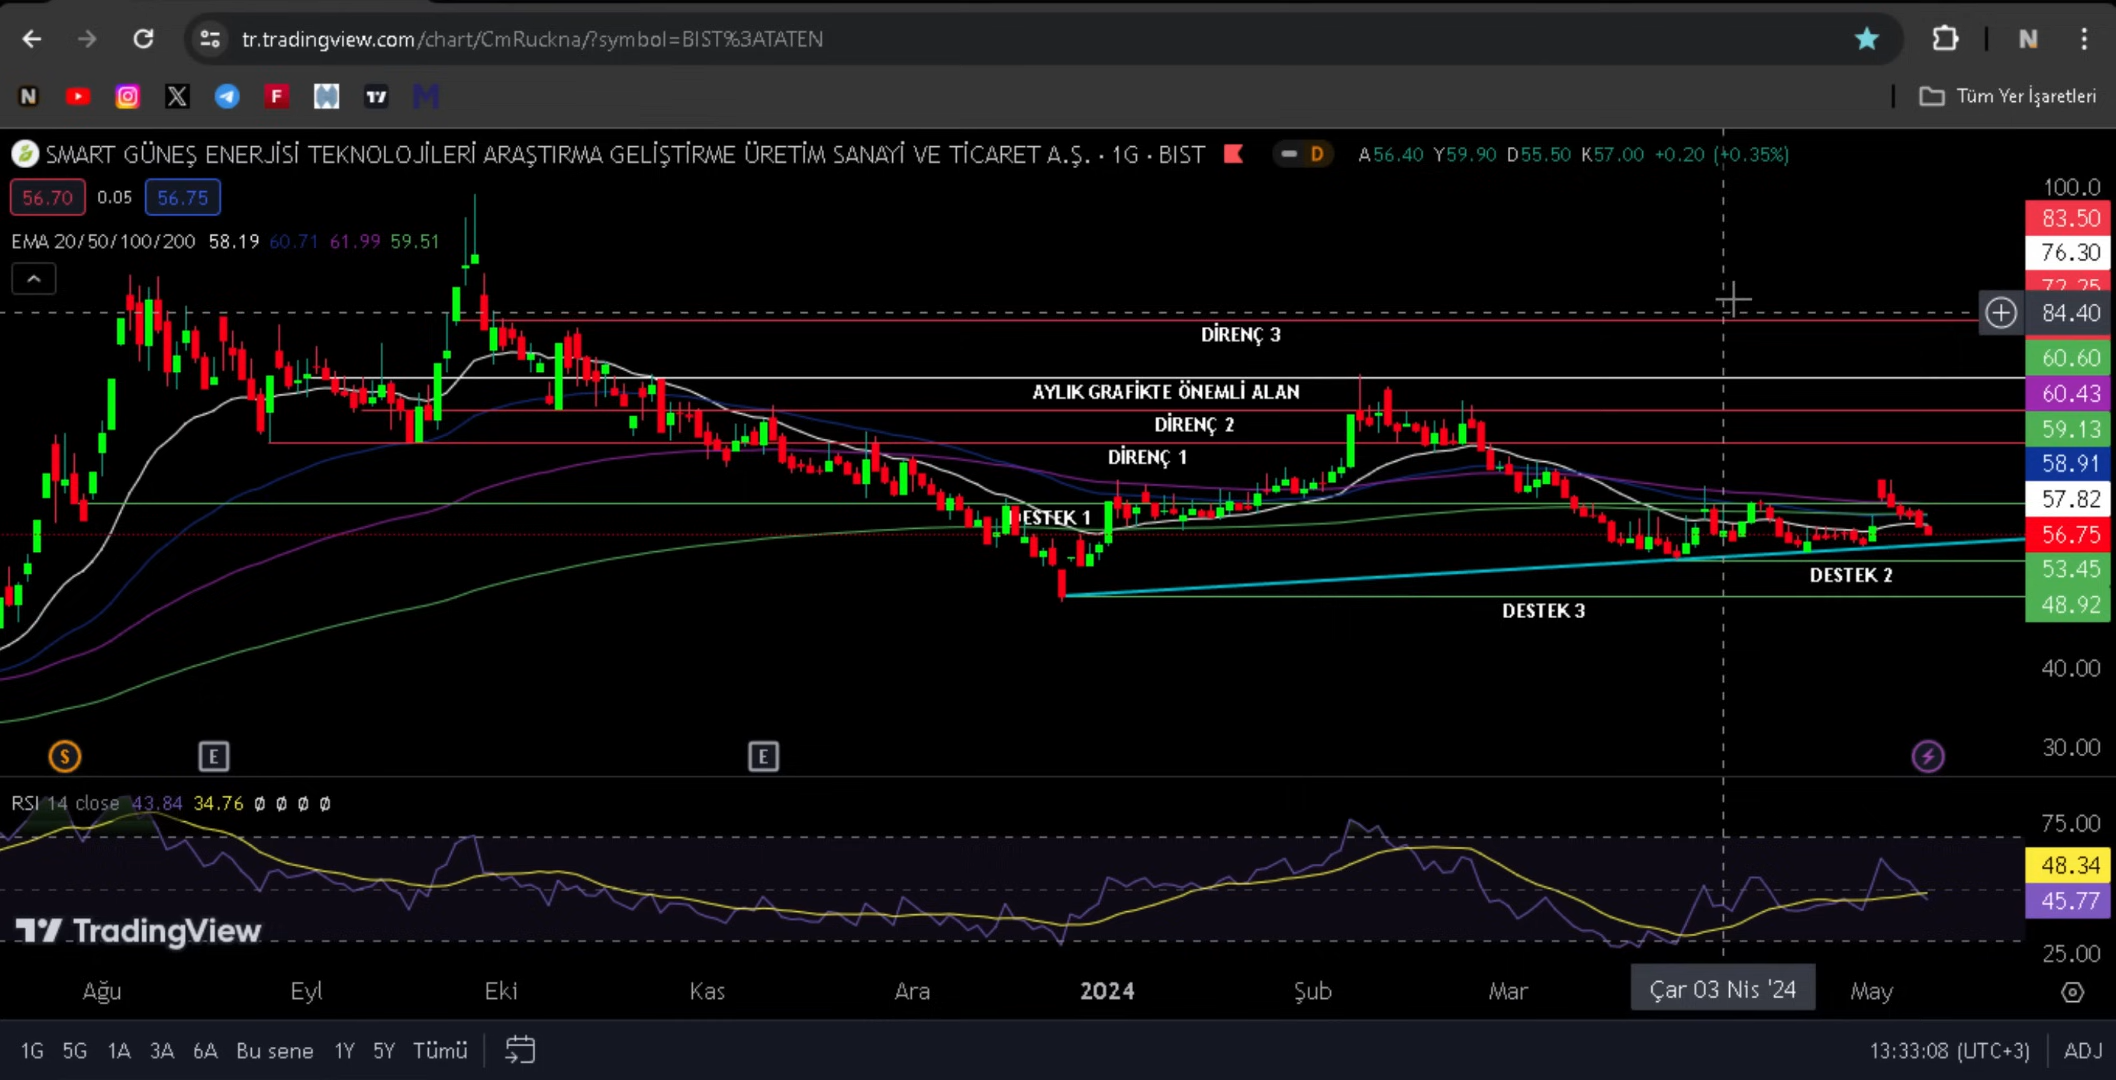 tr.tradingview.com/chart/CmRuckna/?symbol=BIST%3ATATEN
N
N
F
Tüm Yer İşaretleri
SMART GÜNEŞ ENERJİSİ TEKNOLOJİLERİ ARAŞTIRMA GELİŞTİRME ÜRETİM SANAYİ VE TİCARET A.Ş. · 1G · BIST
D
A56.40 Y59.90 D55.50 K57.00 +0.20 (+0.35%)
56.70 0.05 56.75
EMA 20/50/100/200 58.19 60.71 61.99 59.51
100.0
83.50
76.30
72.25
84.40
60.60
60.43
59.13
58.91
57.82
56.75
53.45
48.92
40.00
30.00
DİRENÇ 3
AYLIK GRAFİKTE ÖNEMLİ ALAN
DİRENÇ 2
DİRENÇ 1
DESTEK 1
DESTEK 2
DESTEK 3
S E E
RSI 14 close 43.84 34.76 ø ø ø ø
75.00
48.34
45.77
25.00
TradingView
Ağu Eyl Eki Kas Ara 2024 Şub Mar Çar 03 Nis '24 May
1G 5G 1A 3A 6A Bu sene 1Y 5Y Tümü
13:33:08 (UTC+3) ADJ